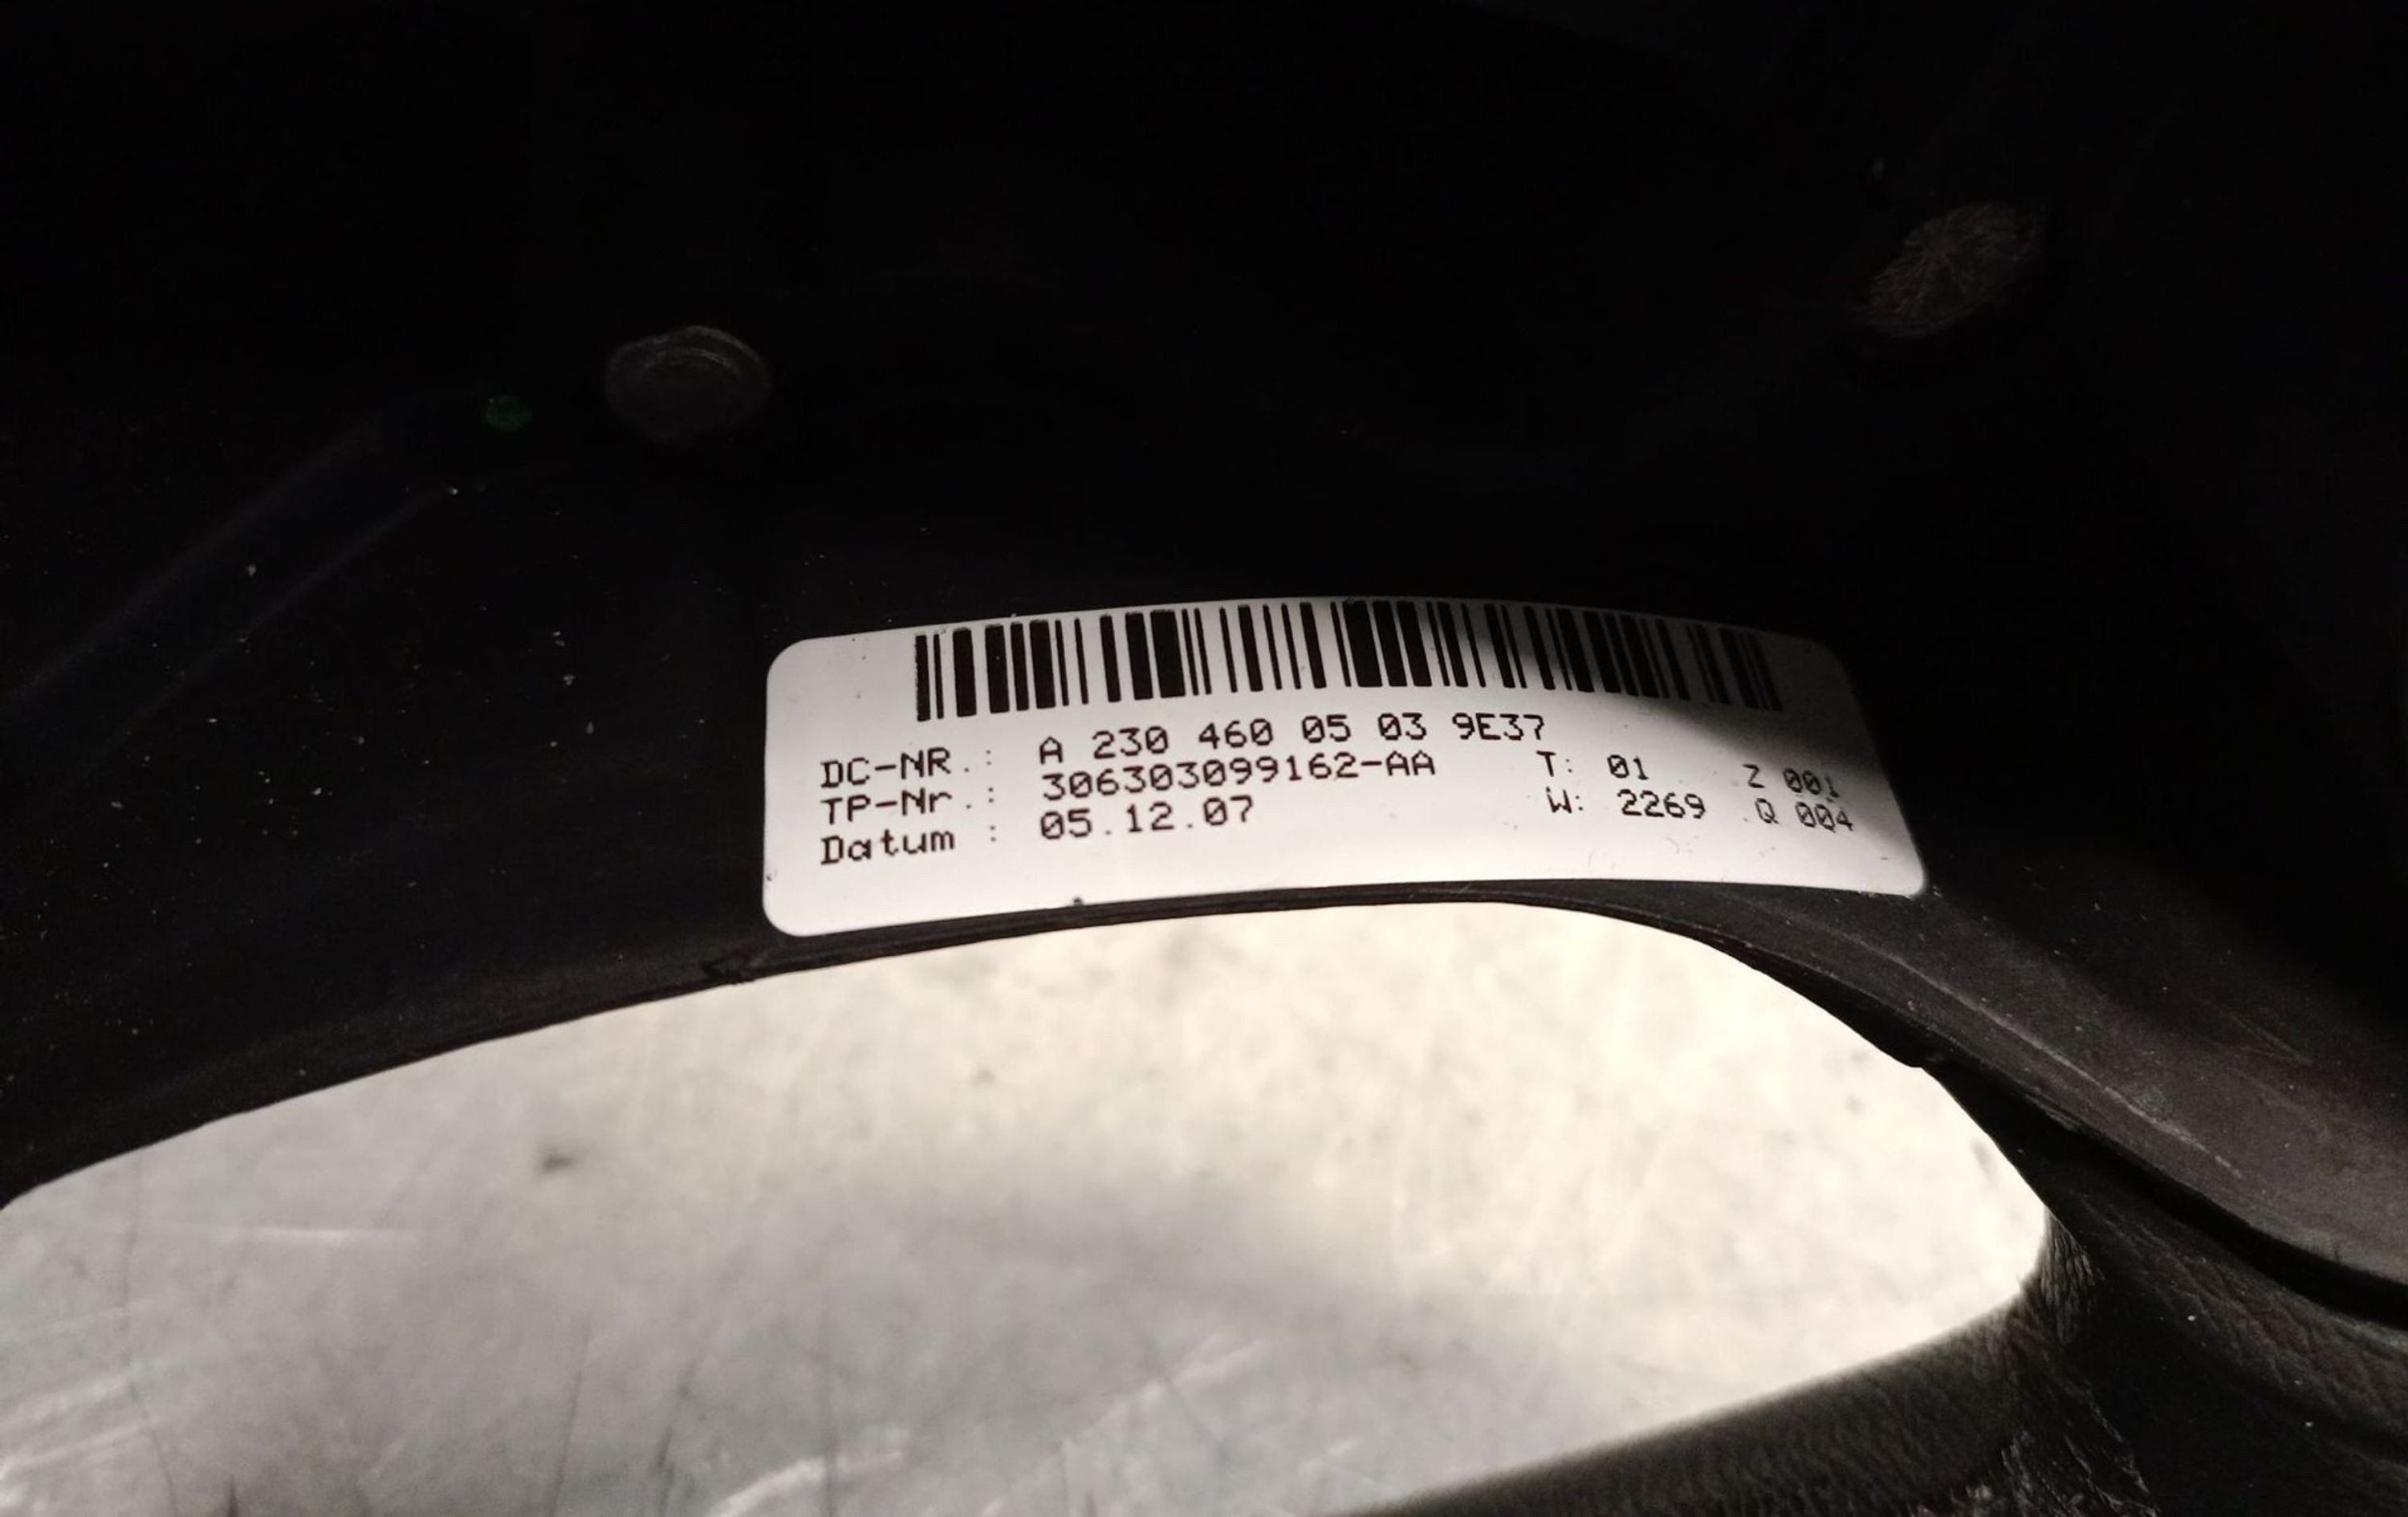 DC-NR.: A 230 460 05 03 9E37
TP-Nr.: 306303099162-AA T: 01 Z 001
Datum : 05.12.07 W: 2269 Q 004